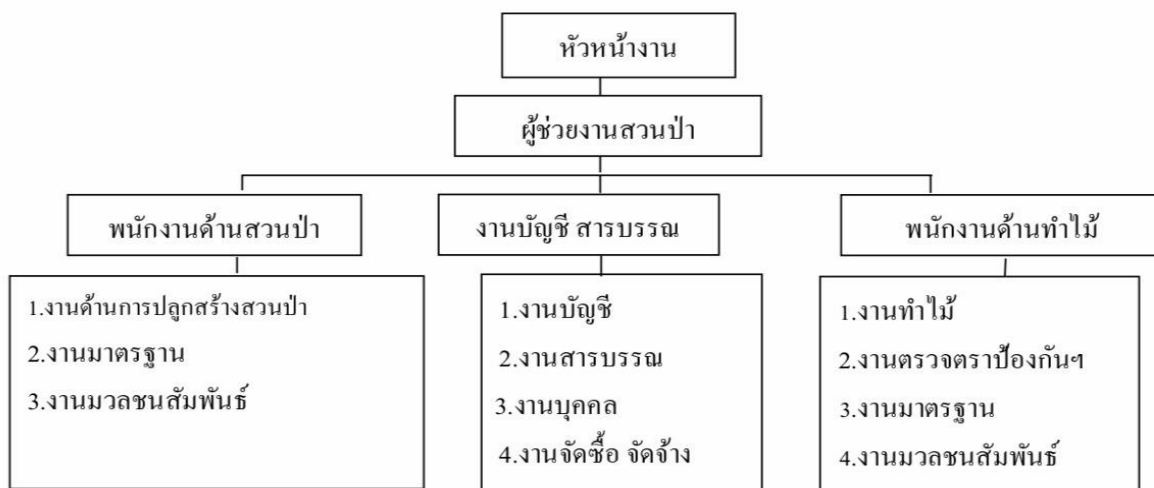 หัวหน้างาน
ผู้ช่วยงานสวนป่า
พนักงานด้านสวนป่า
1.งานด้านการปลูกสร้างสวนป่า
2.งานมาตรฐาน
3.งานมวลชนสัมพันธ์
งานบัญชี สารบรรณ
1.งานบัญชี
2.งานสารบรรณ
3.งานบุคคล
4.งานจัดซื้อ จัดจ้าง
พนักงานด้านทำไม้
1.งานทำไม้
2.งานตรวจตราป้องกันฯ
3.งานมาตรฐาน
4.งานมวลชนสัมพันธ์